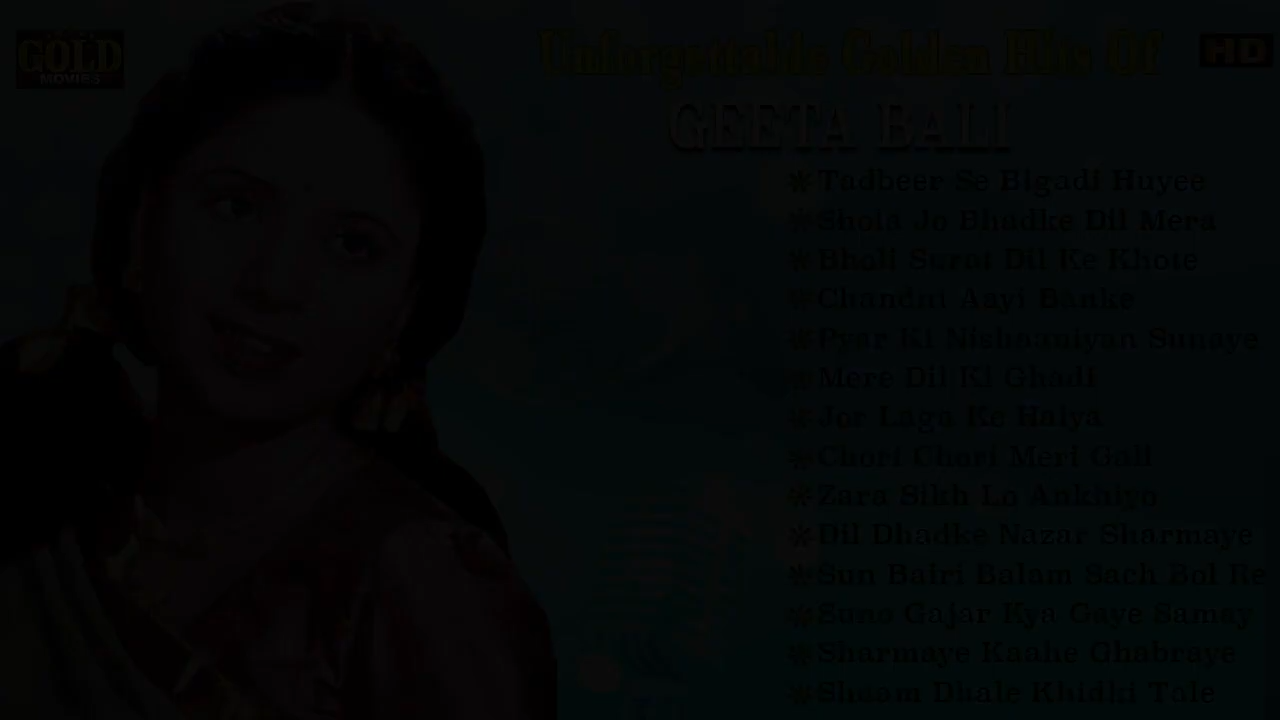 GOLD
MOVIES
Unforgettable Golden Hits Of
HD
GEETA BALI
* Tadbeer Se Bigadi Huyee
* Shola Jo Bhadke Dil Mera
* Bholi Surat Dil Ke Khote
* Chandni Aayi Banke
* Pyar Ki Nishaaniyan Sunaye
* Mere Dil Ki Ghadi
* Jor Laga Ke Haiya
* Chori Chori Meri Gali
* Zara Sikh Lo Ankhiyo
* Dil Dhadke Nazar Sharmaye
* Sun Bairi Balam Sach Bol Re
* Suno Gajar Kya Gaye Samay
* Sharmaye Kaahe Ghabraye
* Shaam Dhale Khidki Tale